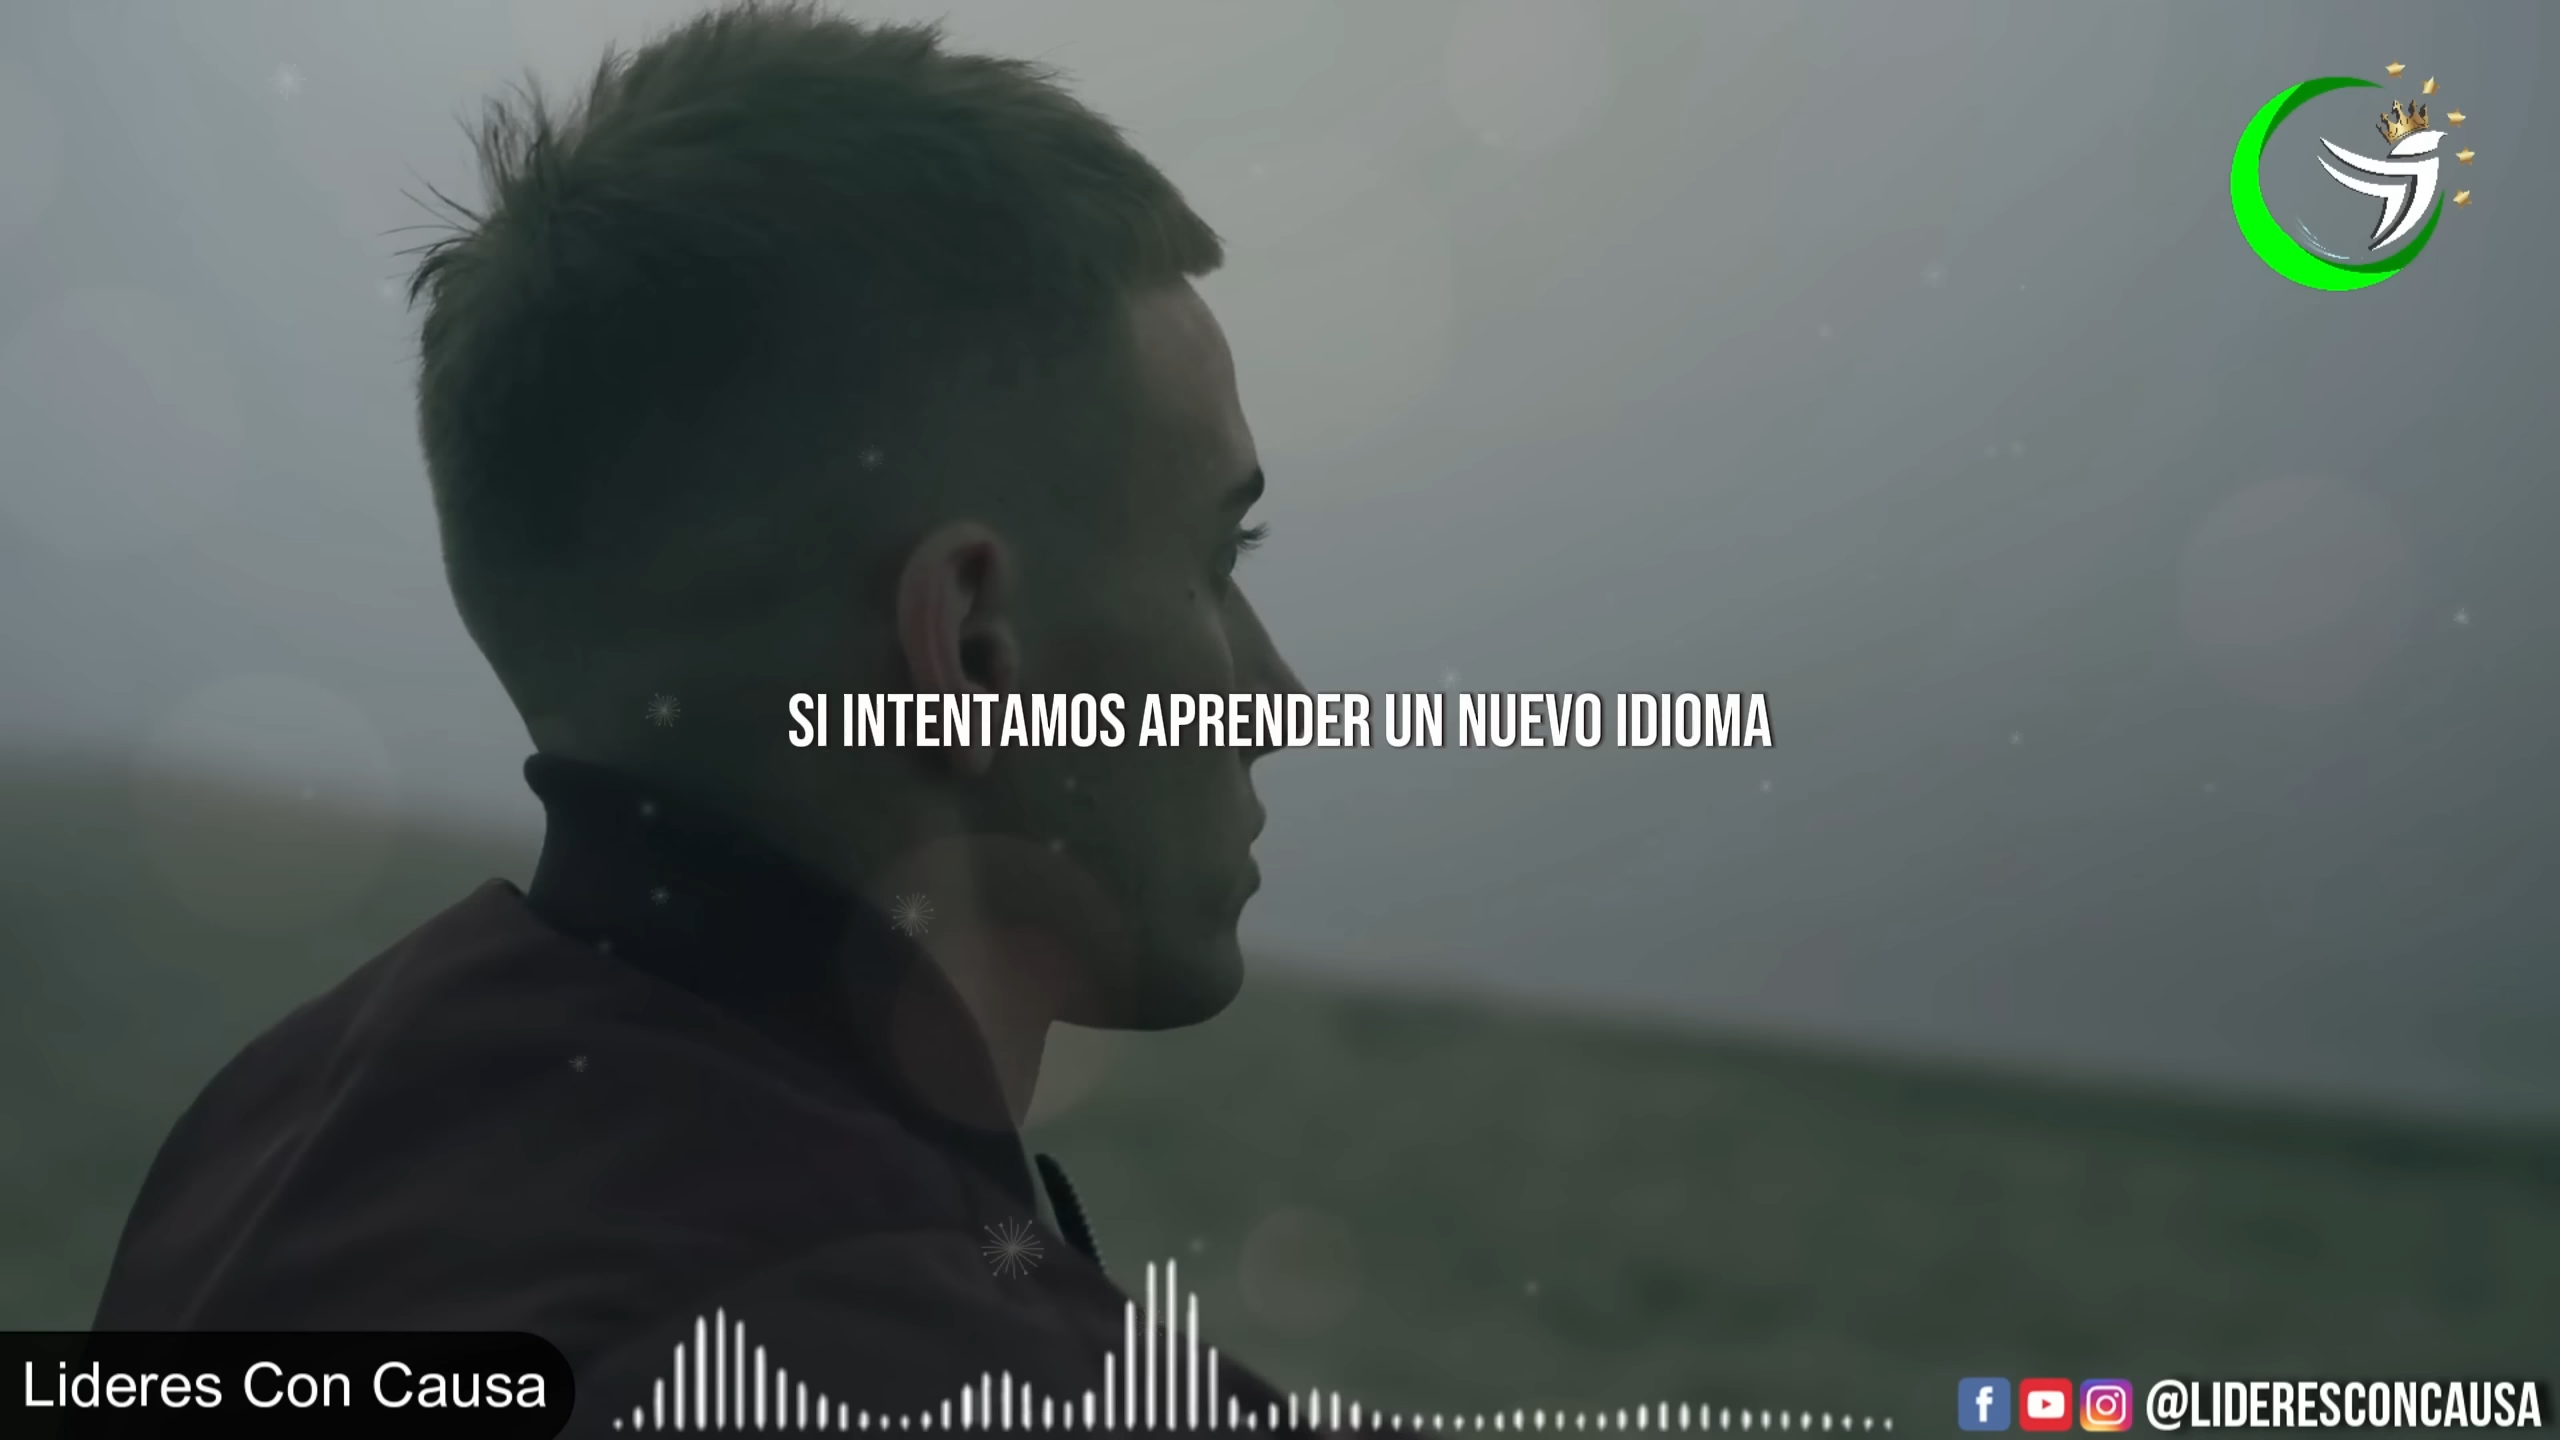 SI INTENTAMOS APRENDER UN NUEVO IDIOMA
Lideres Con Causa
@LIDERESCONCAUSA